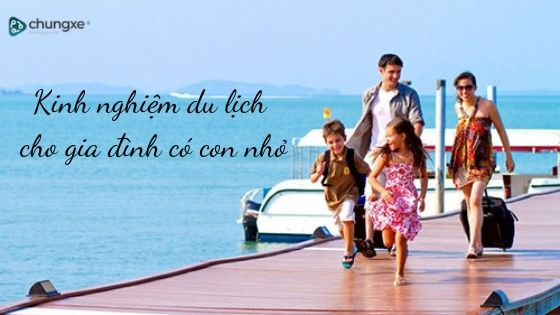 chungxe
Kinh nghiệm du lịch
cho gia đình có con nhỏ